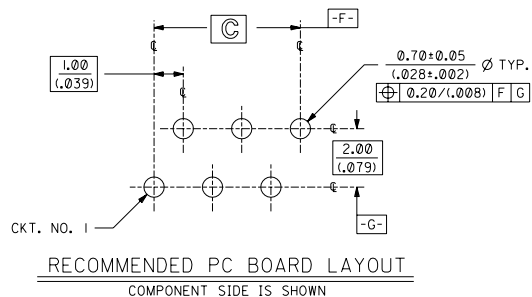 C
-F-
1.00
(.039)
0.70±0.05
(.028±.002)
Ø TYP.
⌖ 0.20/(.008) F G
2.00
(.079)
CKT. NO. 1
-G-
RECOMMENDED PC BOARD LAYOUT
COMPONENT SIDE IS SHOWN